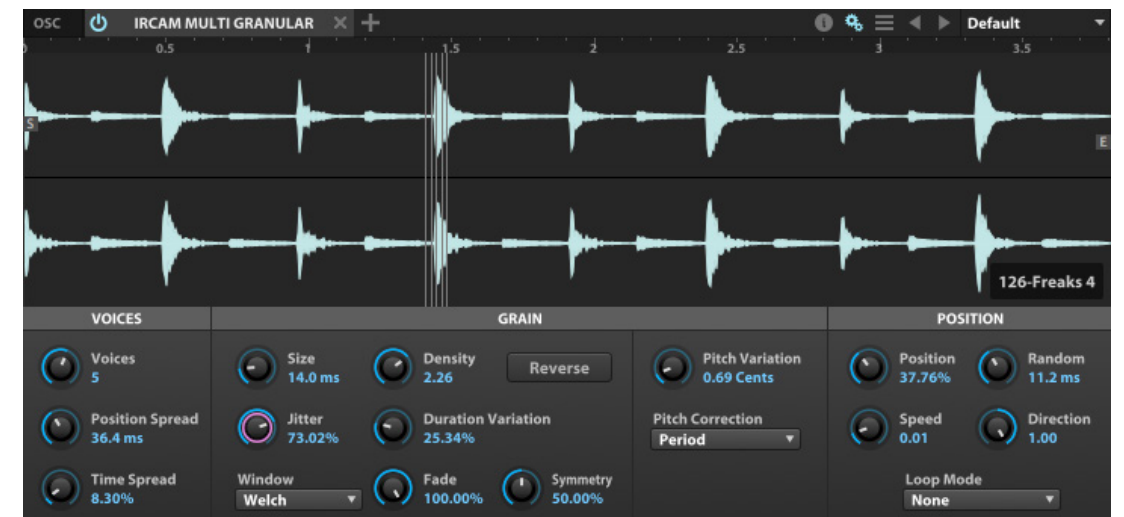 OSC IRCAM MULTI GRANULAR Default
0.5 1 1.5 2 2.5 3 3.5
S
E
126-Freaks 4
VOICES GRAIN POSITION
Voices
5
Position Spread
36.4 ms
Time Spread
8.30%
Size
14.0 ms
Density
2.26
Reverse
Jitter
73.02%
Duration Variation
25.34%
Window
Welch
Fade
100.00%
Symmetry
50.00%
Pitch Variation
0.69 Cents
Pitch Correction
Period
Position
37.76%
Random
11.2 ms
Speed
0.01
Direction
1.00
Loop Mode
None